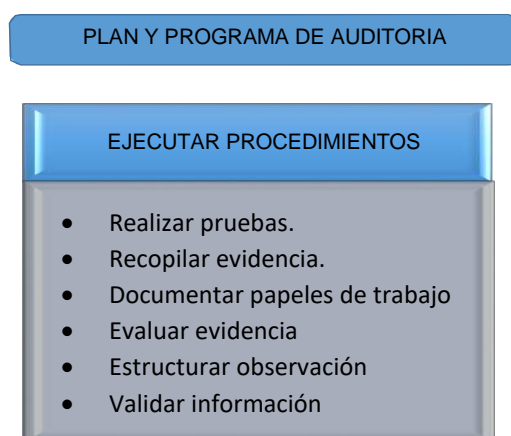 PLAN Y PROGRAMA DE AUDITORIA
EJECUTAR PROCEDIMIENTOS
• Realizar pruebas.
• Recopilar evidencia.
• Documentar papeles de trabajo
• Evaluar evidencia
• Estructurar observación
• Validar información